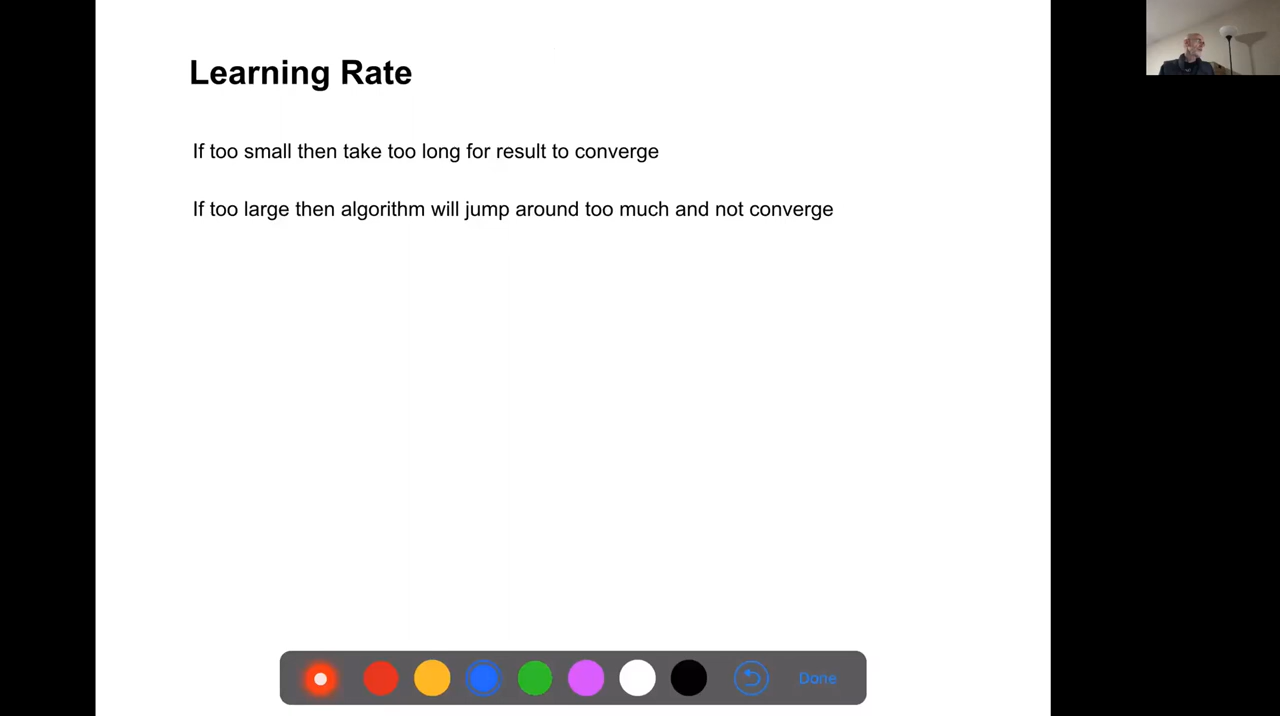 Learning Rate
If too small then take too long for result to converge
If too large then algorithm will jump around too much and not converge
Done